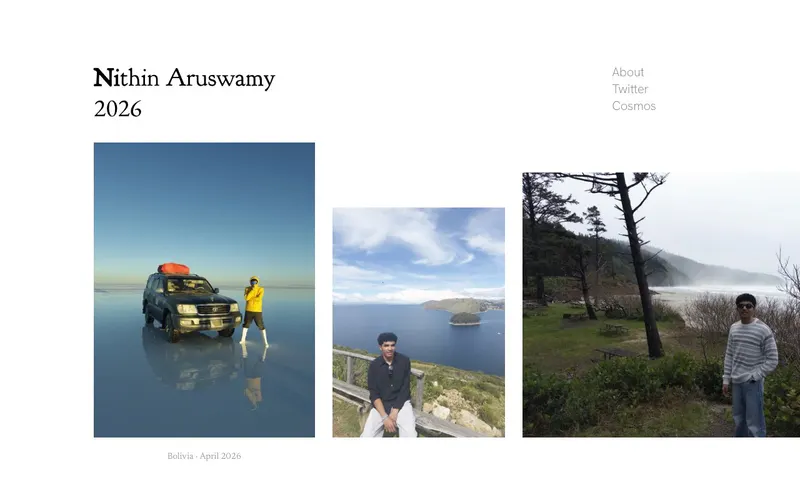 Nithin Aruswamy
2026
About
Twitter
Cosmos
Bolivia · April 2026